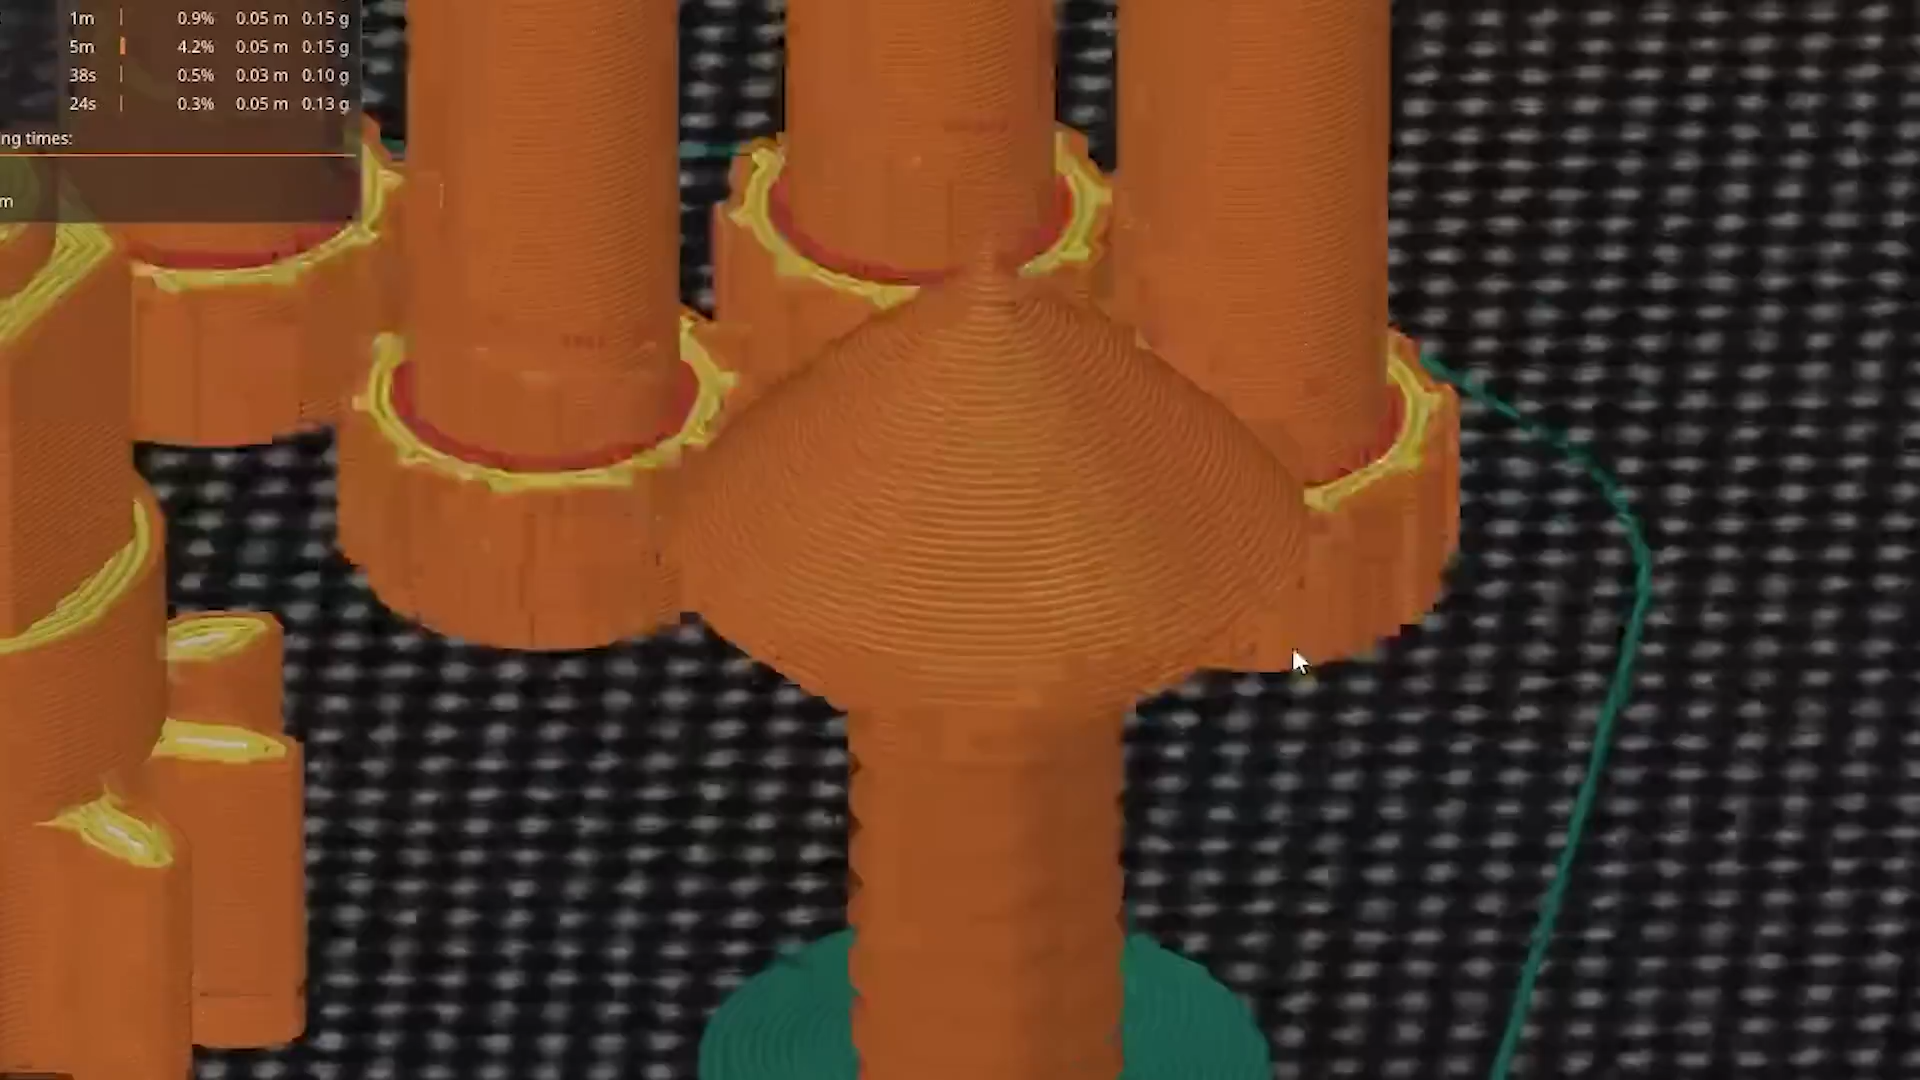 1m 0.9% 0.05 m 0.15 g
5m 4.2% 0.05 m 0.15 g
38s 0.5% 0.03 m 0.10 g
24s 0.3% 0.05 m 0.13 g
ng times:
m